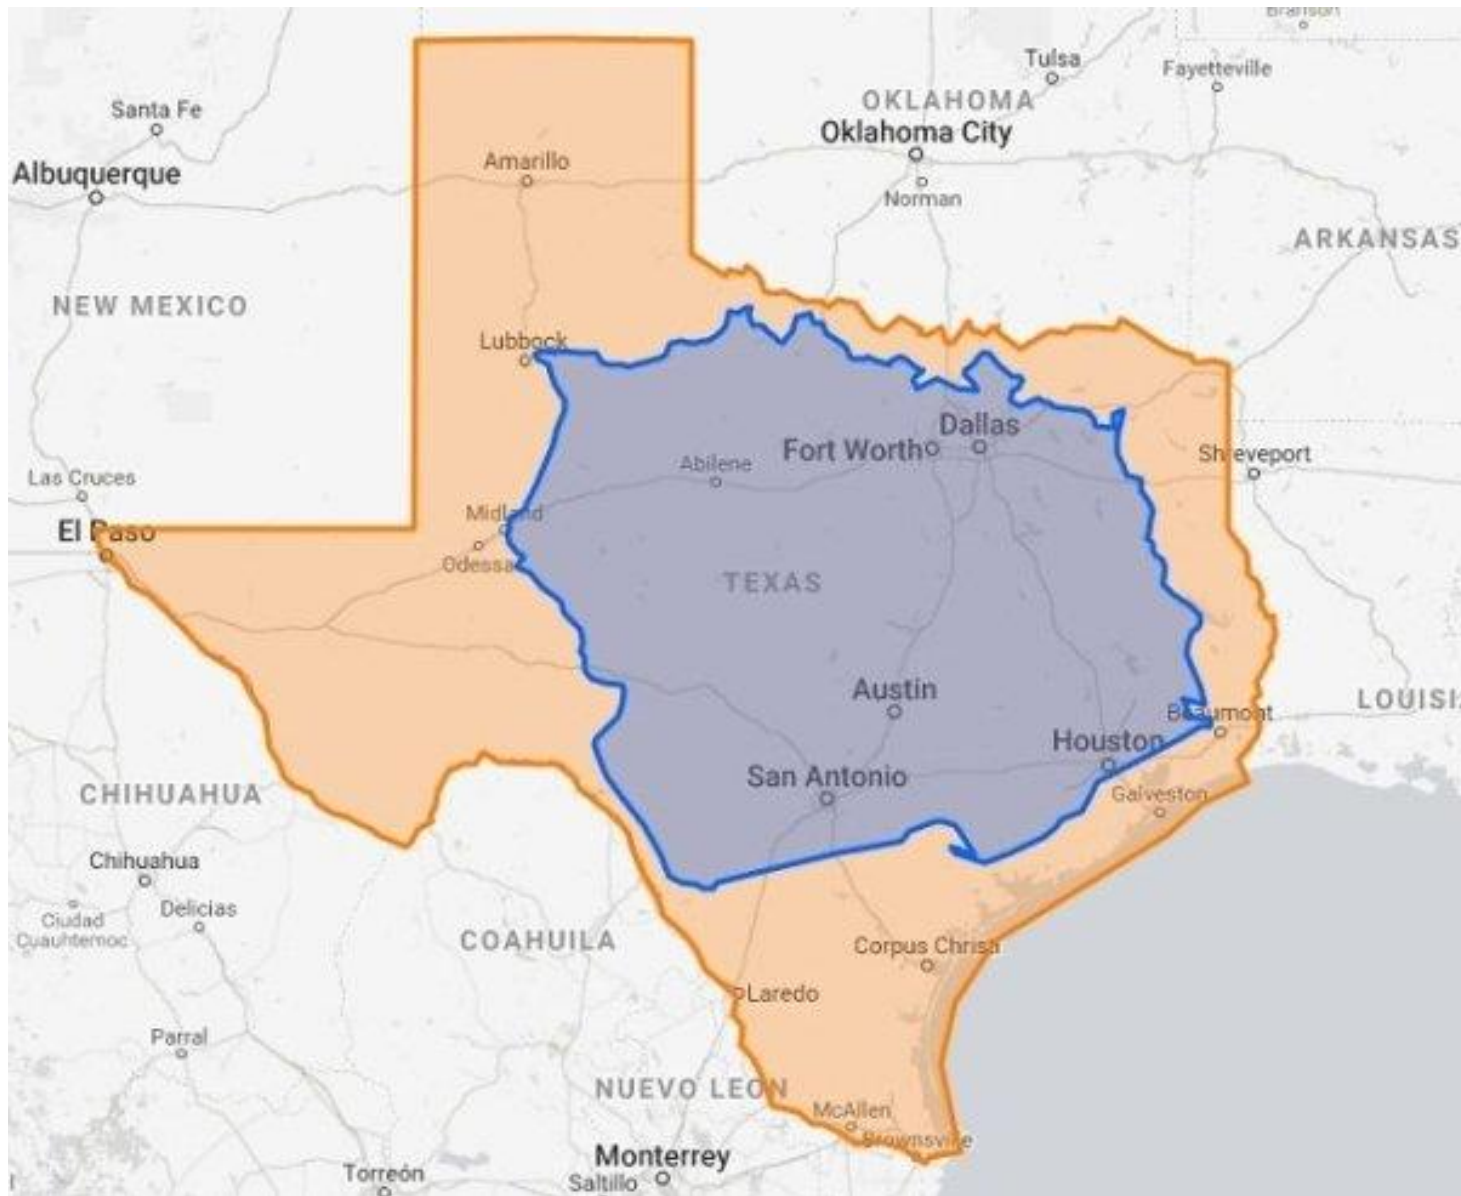 Branson
Tulsa
Fayetteville
OKLAHOMA
Santa Fe
Oklahoma City
Amarillo
Albuquerque
Norman
ARKANSAS
NEW MEXICO
Lubbock
Dallas
Fort Worth
Shreveport
Abilene
Las Cruces
Midland
El Paso
Odessa
TEXAS
Austin
LOUISI
Beaumont
Houston
San Antonio
CHIHUAHUA
Galveston
Chihuahua
Delicias
Ciudad
Cuauhtemoc
COAHUILA
Corpus Christi
Laredo
Parral
NUEVO LEON
McAllen
Brownsville
Monterrey
Torreón
Saltillo